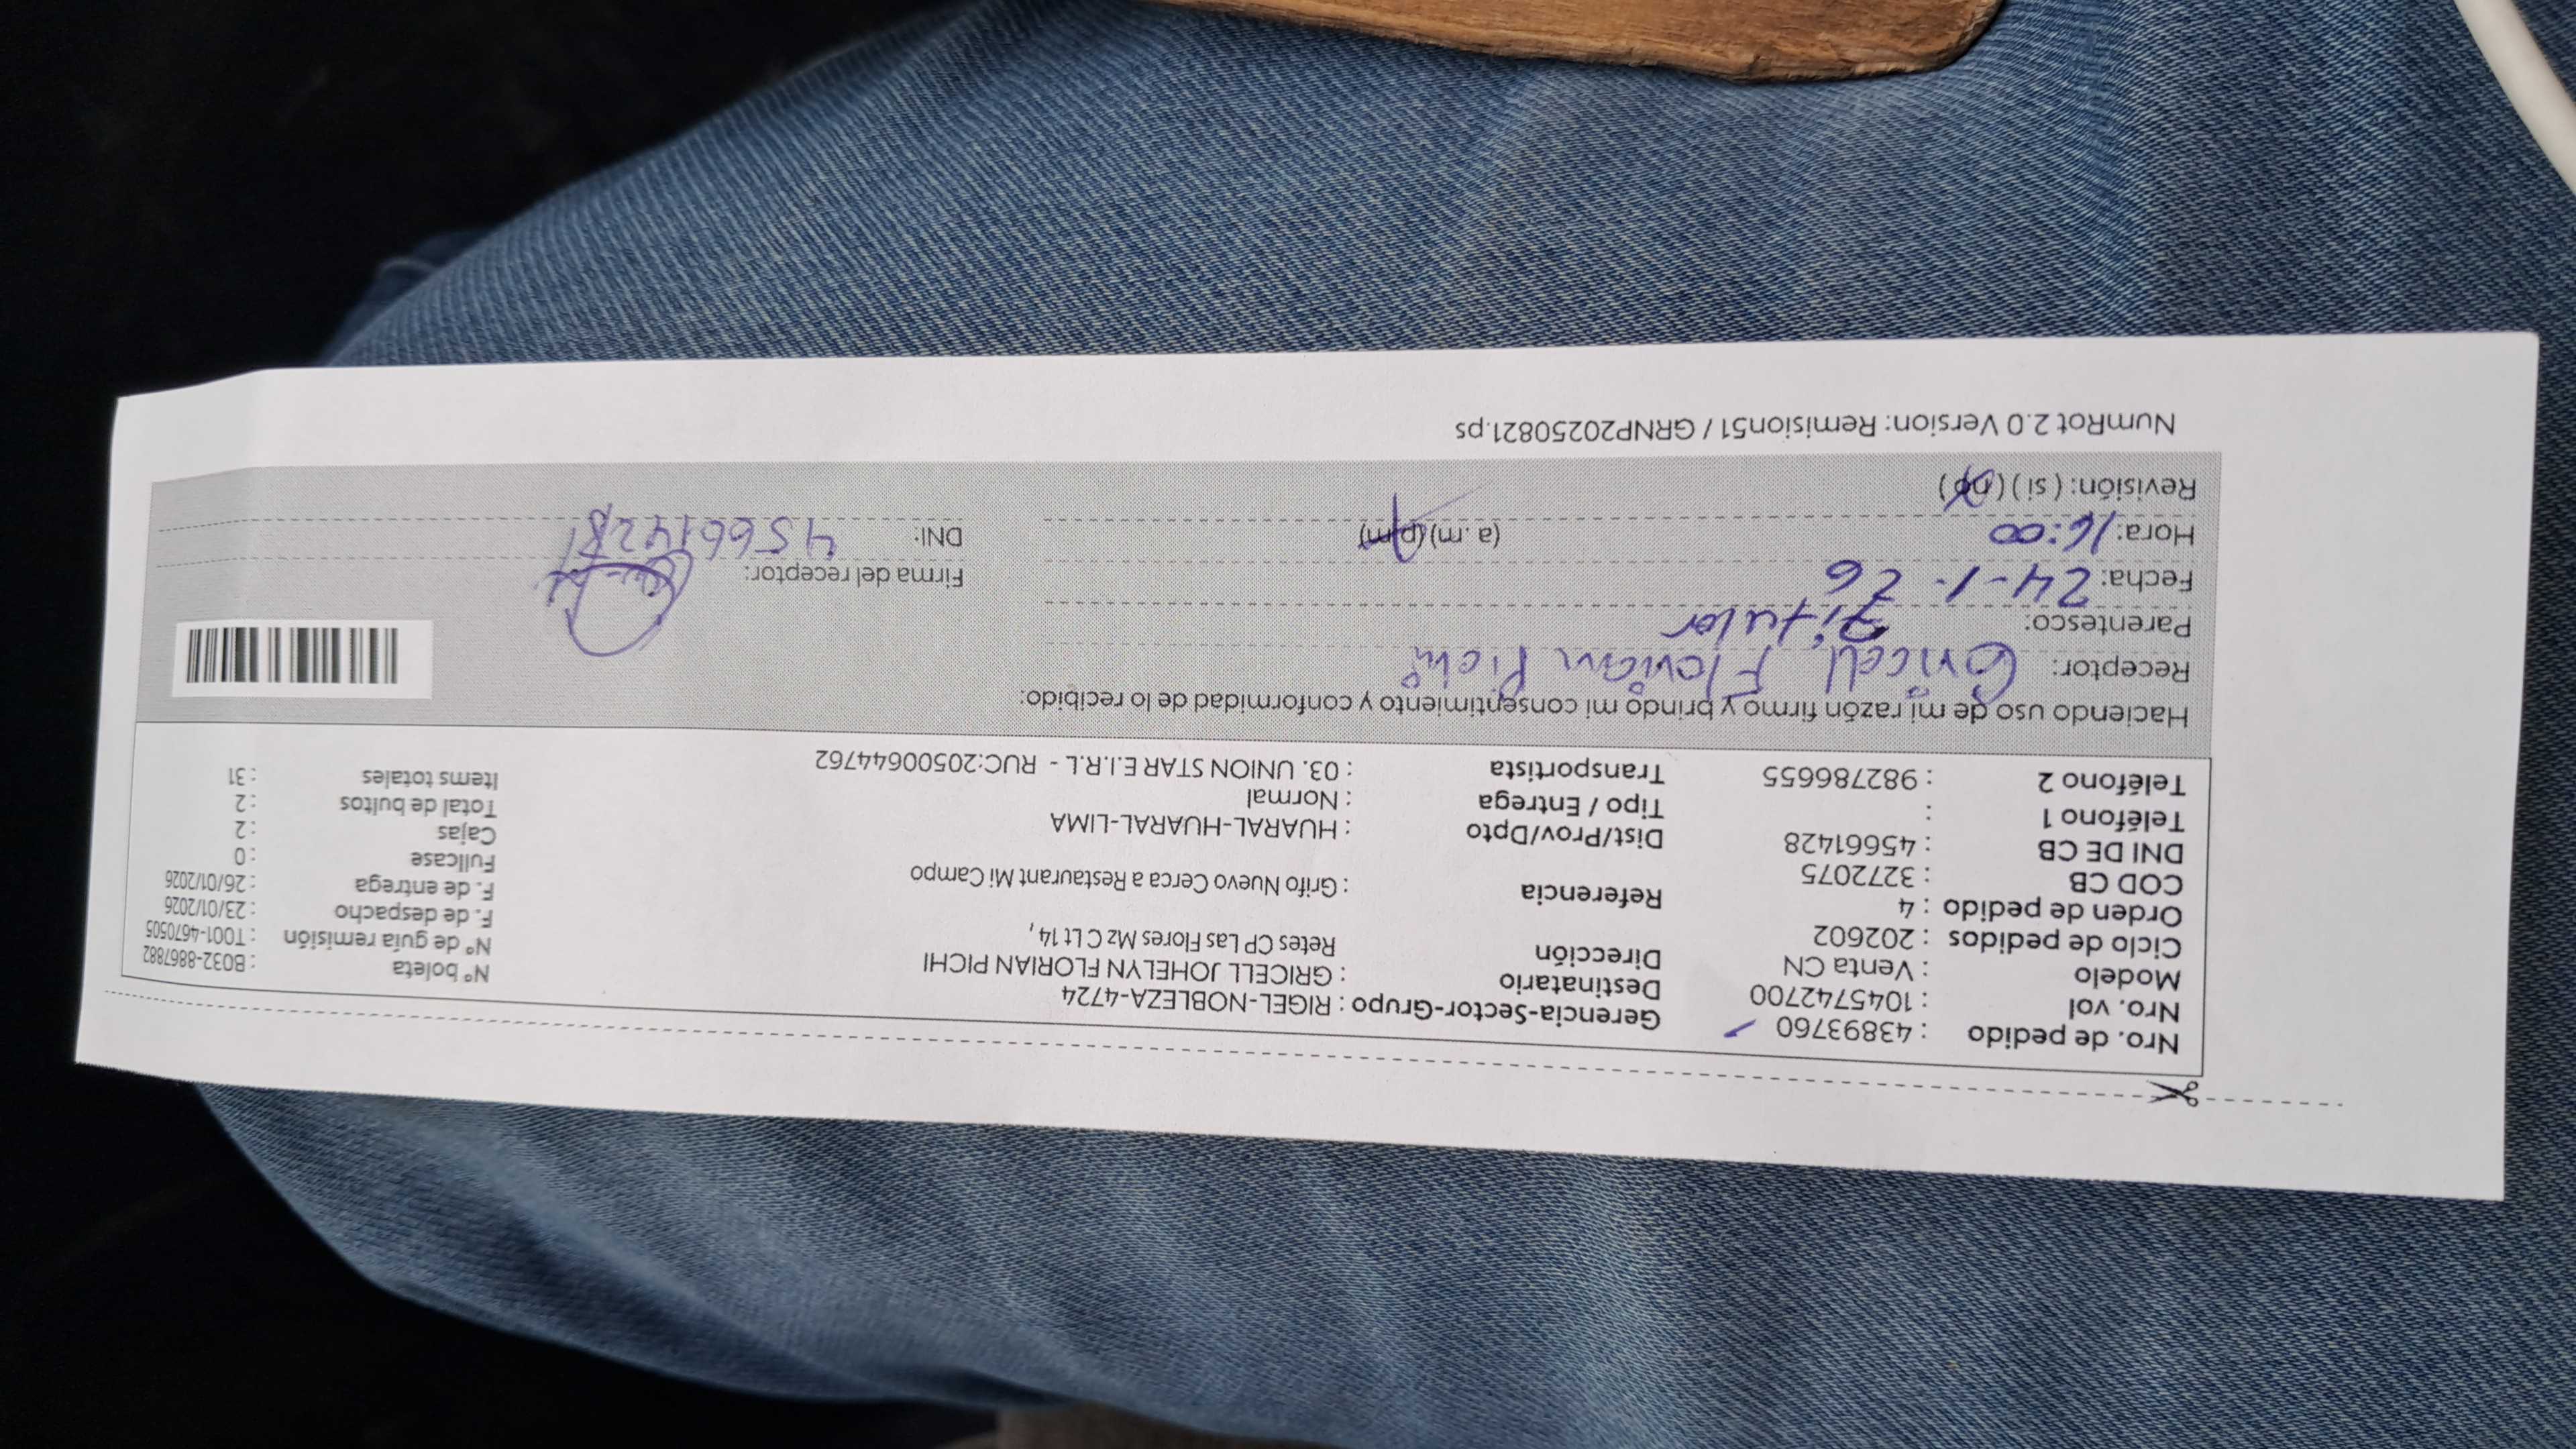 Nro. de pedido : 43893760
Nro. vol : 1045742700
Modelo : Venta CN
Ciclo de pedidos : 202602
Orden de pedido : 4
COD CB : 3272075
DNI DE CB : 45661428
Teléfono 1 :
Teléfono 2 : 982786655
Gerencia-Sector-Grupo : RIGEL-NOBLEZA-4724
Destinatario : GRICELL JOHELYN FLORIAN PICHI
Dirección Retes CP Las Flores Mz C Lt 14 ,
Referencia : Grifo Nuevo Cerca a Restaurant Mi Campo
Dist/Prov/Dpto : HUARAL-HUARAL-LIMA
Tipo / Entrega : Normal
Transportista : 03. UNION STAR E.I.R.L - RUC:20500644762
N° boleta : B032-8867882
N° de guía remisión : T001-4670505
F. de despacho : 23/01/2026
F. de entrega : 26/01/2026
Fullcase : 0
Cajas : 2
Total de bultos : 2
Items totales : 31
Haciendo uso de mi razón firmo y brindo mi consentimiento y conformidad de lo recibido:
Receptor: Gricell Florian Pichi
Parentesco: Titular
Fecha: 24-1-26
Hora: 16:00 (a.m) (p.m)
Revisión: ( si ) ( no )
Firma del receptor:
DNI: 45661428
NumRot 2.0 Version: Remision51 / GRNP20250821.ps